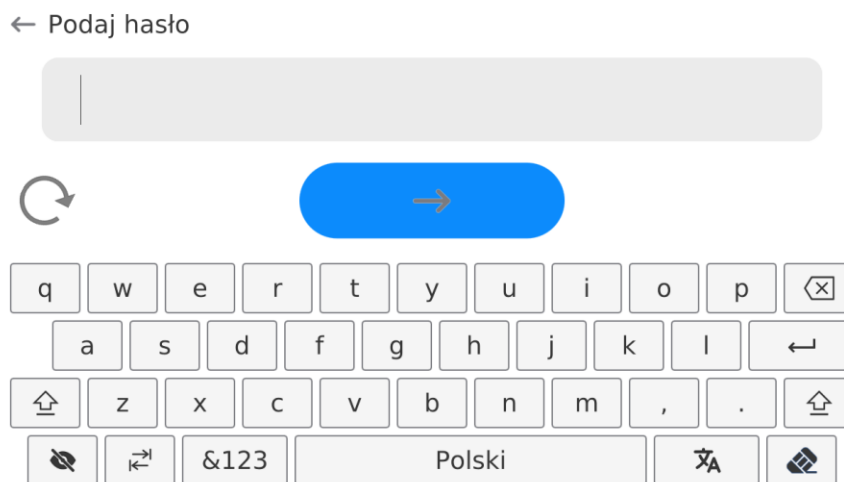 ← Podaj hasło
q w e r t y u i o p
a s d f g h j k l
z x c v b n m , .
&123 Polski